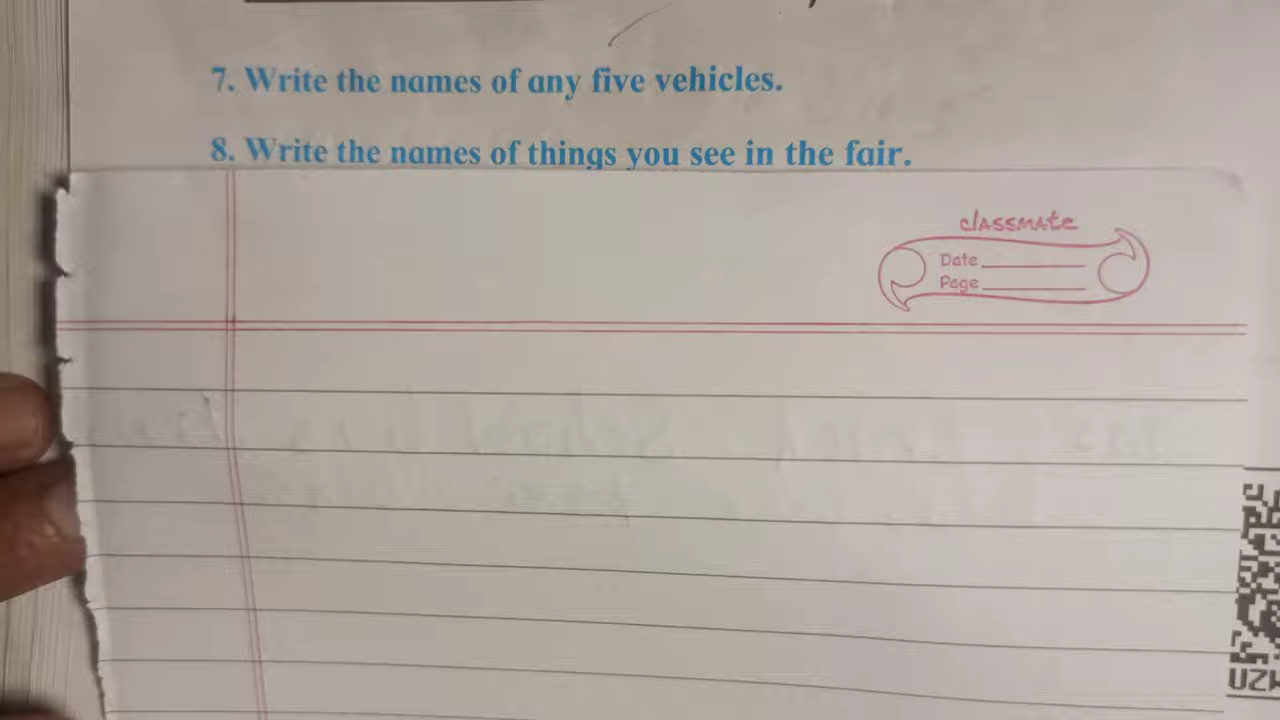 7. Write the names of any five vehicles.
8. Write the names of things you see in the fair.
classmate
Date
Page